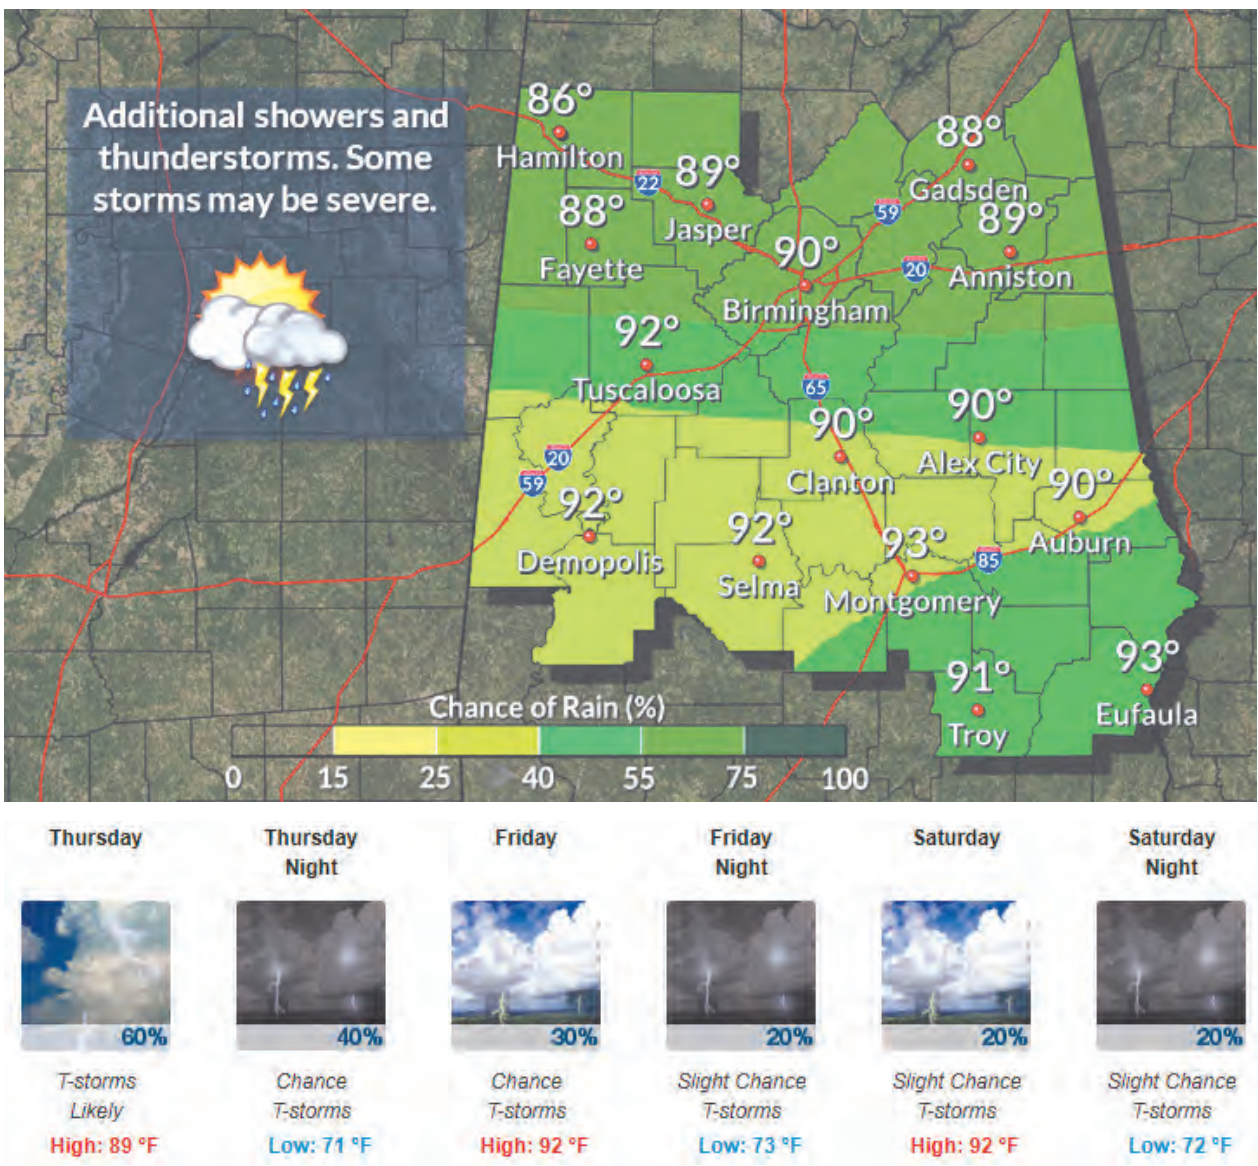 Additional showers and
thunderstorms. Some
storms may be severe.
86°
Hamilton
22
89°
Jasper
88°
Gadsden
59
88°
Fayette
89°
Anniston
20
90°
Birmingham
92°
Tuscaloosa
65
90°
Clanton
90°
Alex City
20
59
92°
Demopolis
92°
Selma
93°
Montgomery
85
90°
Auburn
91°
Troy
93°
Eufaula
Chance of Rain (%)
0 15 25 40 55 75 100
Thursday
60%
T-storms
Likely
High: 89 °F
Thursday
Night
40%
Chance
T-storms
Low: 71 °F
Friday
30%
Chance
T-storms
High: 92 °F
Friday
Night
20%
Slight Chance
T-storms
Low: 73 °F
Saturday
20%
Slight Chance
T-storms
High: 92 °F
Saturday
Night
20%
Slight Chance
T-storms
Low: 72 °F